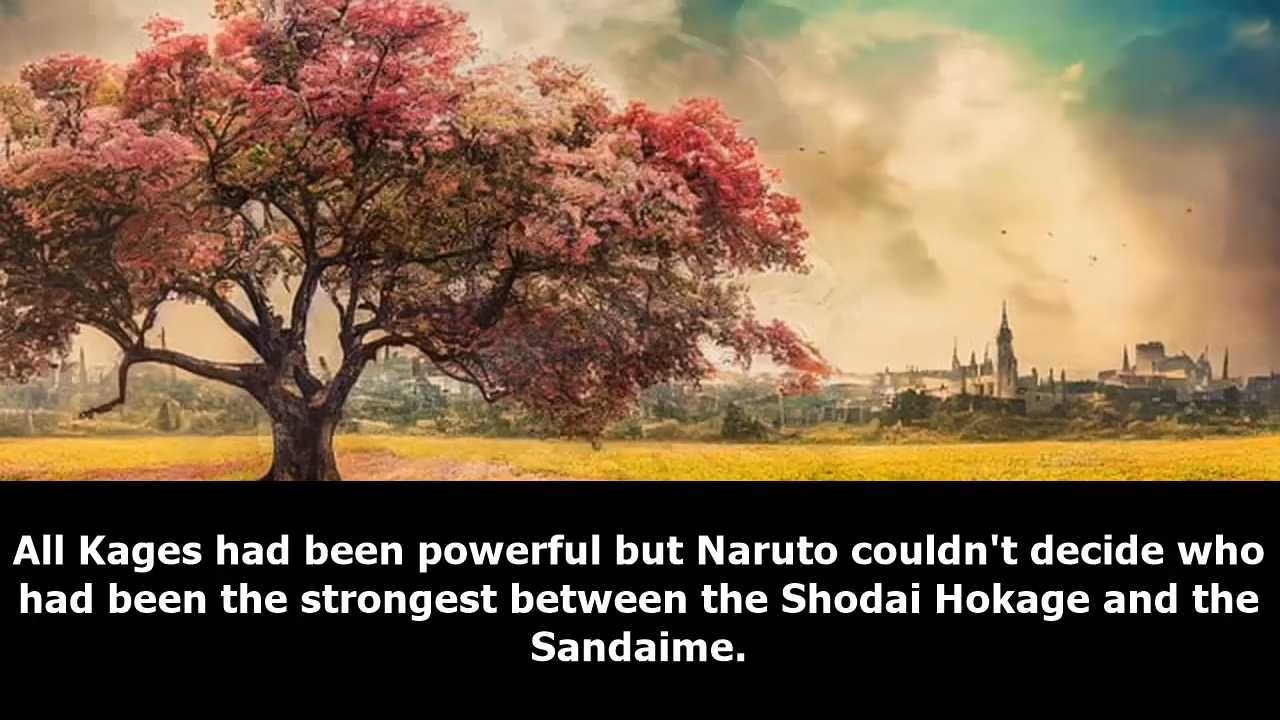 All Kages had been powerful but Naruto couldn't decide who
had been the strongest between the Shodai Hokage and the
Sandaime.